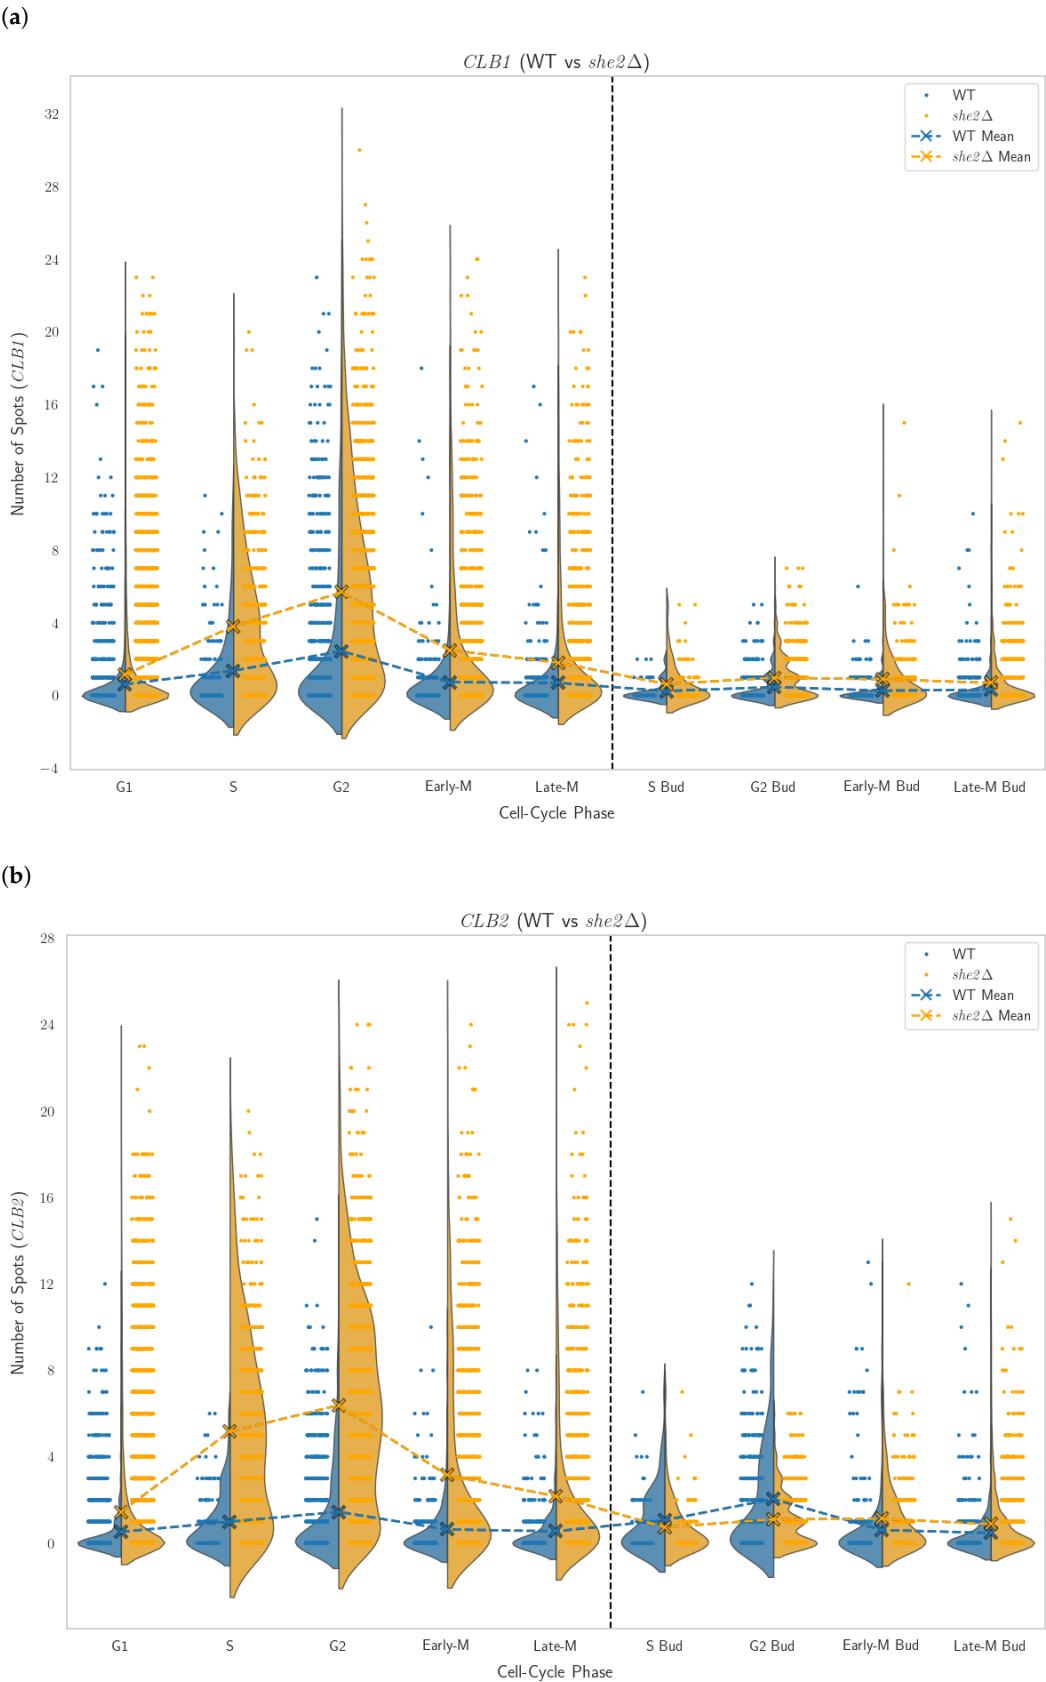 (a)
CLB1 (WT vs she2Δ)
WT
she2Δ
WT Mean
she2Δ Mean
32
28
24
20
16
12
8
4
0
−4
Number of Spots (CLB1)
G1 S G2 Early-M Late-M S Bud G2 Bud Early-M Bud Late-M Bud
Cell-Cycle Phase
(b)
CLB2 (WT vs she2Δ)
WT
she2Δ
WT Mean
she2Δ Mean
28
24
20
16
12
8
4
0
Number of Spots (CLB2)
G1 S G2 Early-M Late-M S Bud G2 Bud Early-M Bud Late-M Bud
Cell-Cycle Phase